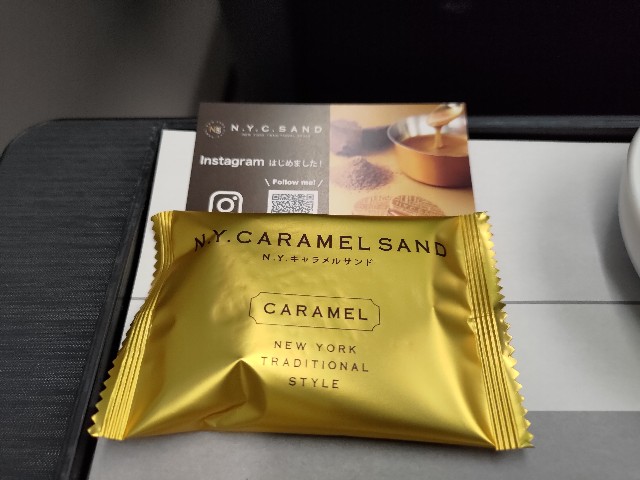 N.Y.C.SAND
Instagram はじめました!
\ Follow me! /
N.Y.CARAMEL SAND
N.Y.キャラメルサンド
CARAMEL
NEW YORK
TRADITIONAL
STYLE